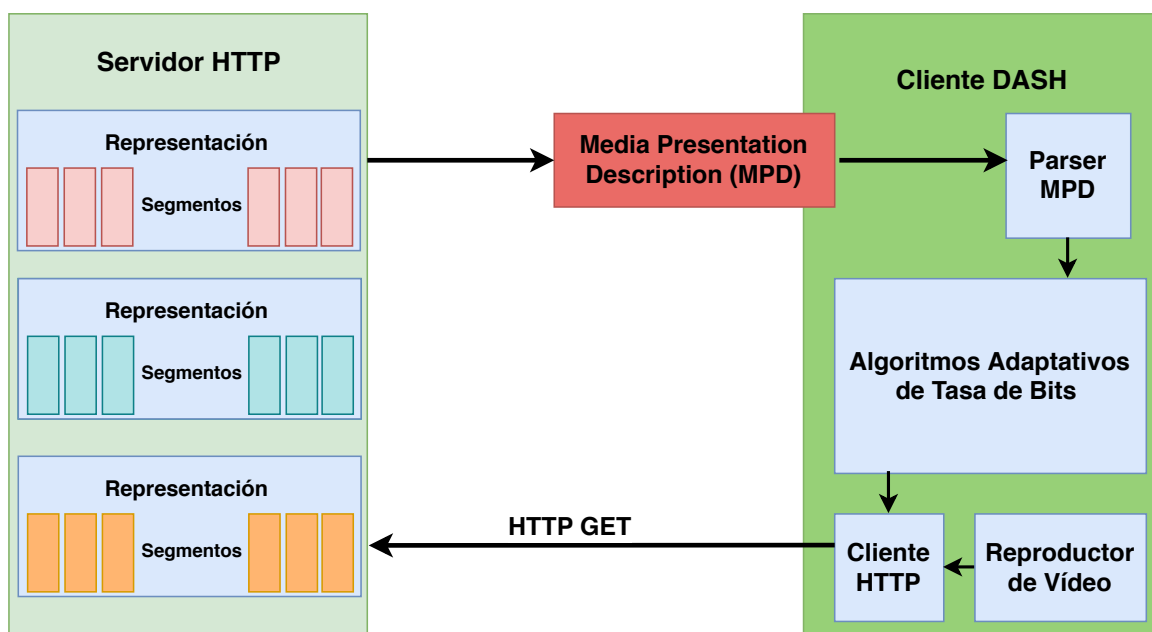 Servidor HTTP
Representación
Segmentos
Representación
Segmentos
Representación
Segmentos
Media Presentation
Description (MPD)
HTTP GET
Cliente DASH
Parser
MPD
Algoritmos Adaptativos
de Tasa de Bits
Cliente
HTTP
Reproductor
de Vídeo